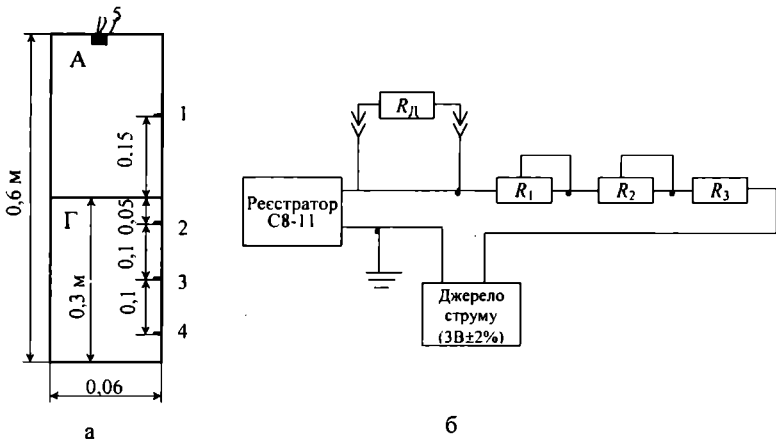 5
А
1
0.15
0,6 м
Г
0,05
2
0,1
3
0,3 м
0,1
4
0,06
а
R_Д
Реєстратор
С8-11
R_1
R_2
R_3
Джерело
струму
(3В±2%)
б